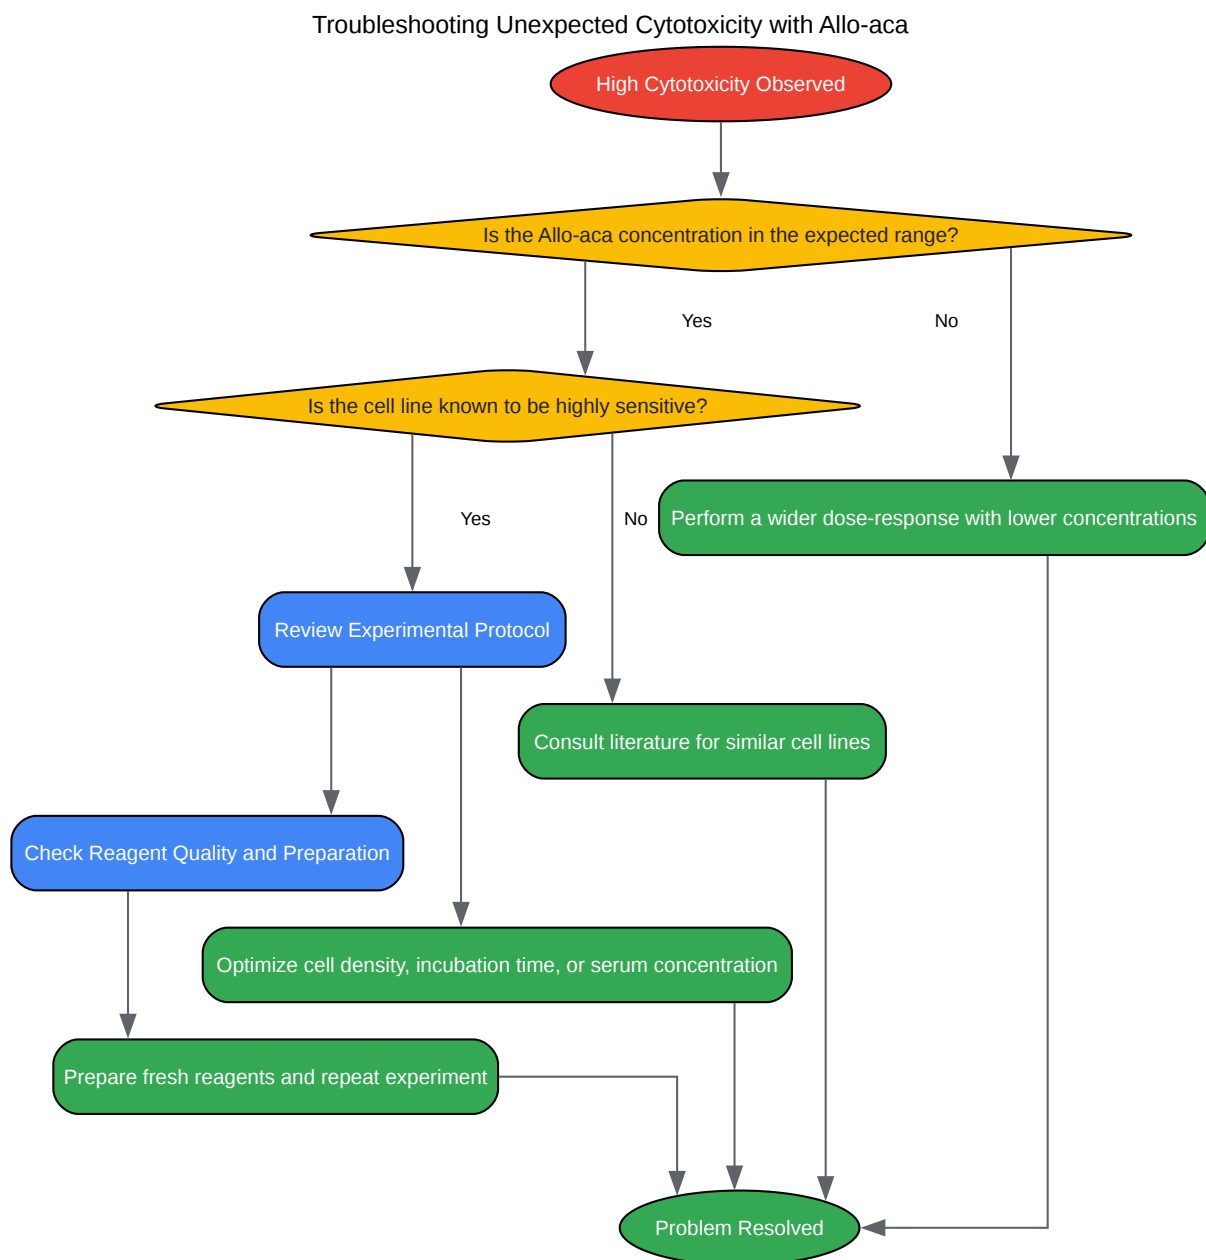 Troubleshooting Unexpected Cytotoxicity with Allo-aca
High Cytotoxicity Observed
Is the Allo-aca concentration in the expected range?
Yes
No
Is the cell line known to be highly sensitive?
Yes
No
Perform a wider dose-response with lower concentrations
Review Experimental Protocol
Consult literature for similar cell lines
Check Reagent Quality and Preparation
Optimize cell density, incubation time, or serum concentration
Prepare fresh reagents and repeat experiment
Problem Resolved